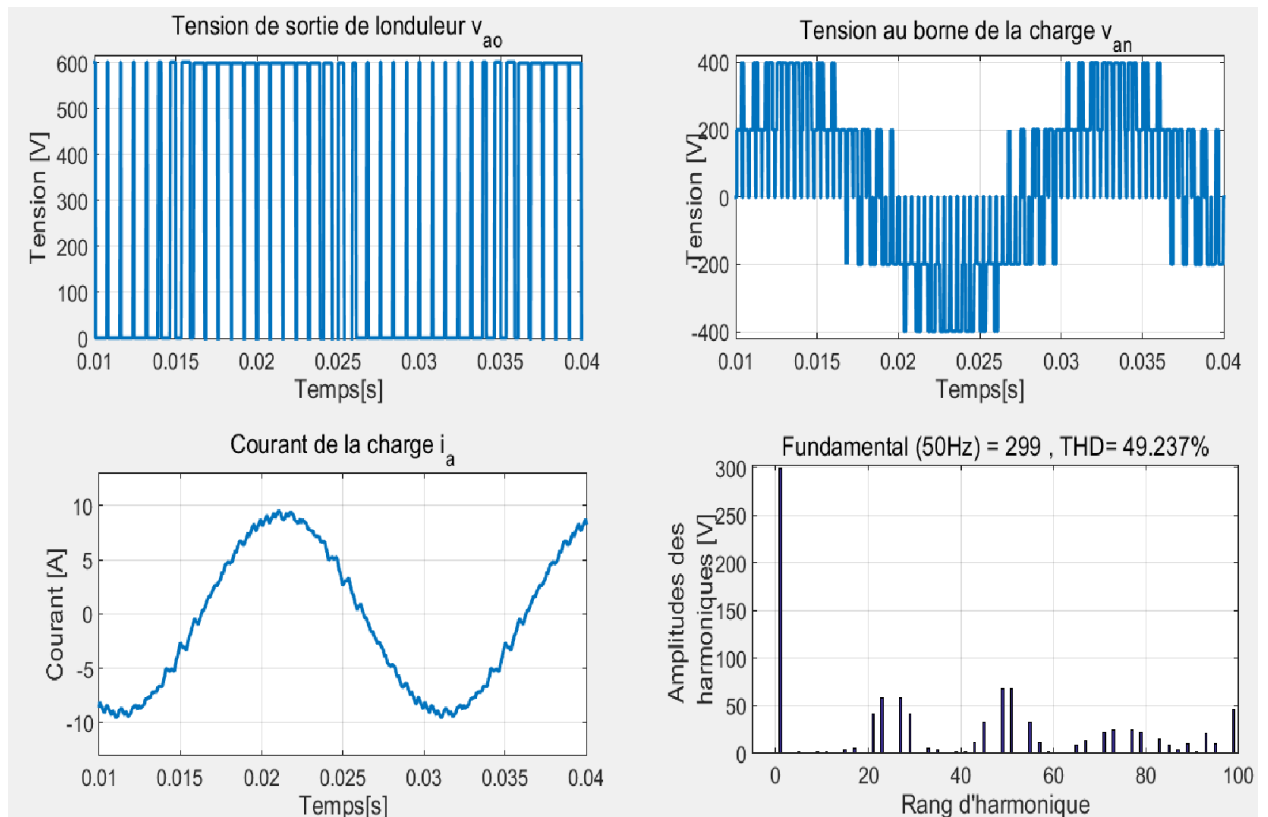 Tension de sortie de londuleur v_ao
Tension [V]
600
500
400
300
200
100
0
0.01 0.015 0.02 0.025 0.03 0.035 0.04
Temps[s]
Tension au borne de la charge v_an
Tension [V]
400
200
0
-200
-400
0.01 0.015 0.02 0.025 0.03 0.035 0.04
Temps[s]
Courant de la charge i_a
Courant [A]
10
5
0
-5
-10
0.01 0.015 0.02 0.025 0.03 0.035 0.04
Temps[s]
Fundamental (50Hz) = 299 , THD= 49.237%
Amplitudes des
harmoniques [V]
300
250
200
150
100
50
0
0 20 40 60 80 100
Rang d'harmonique